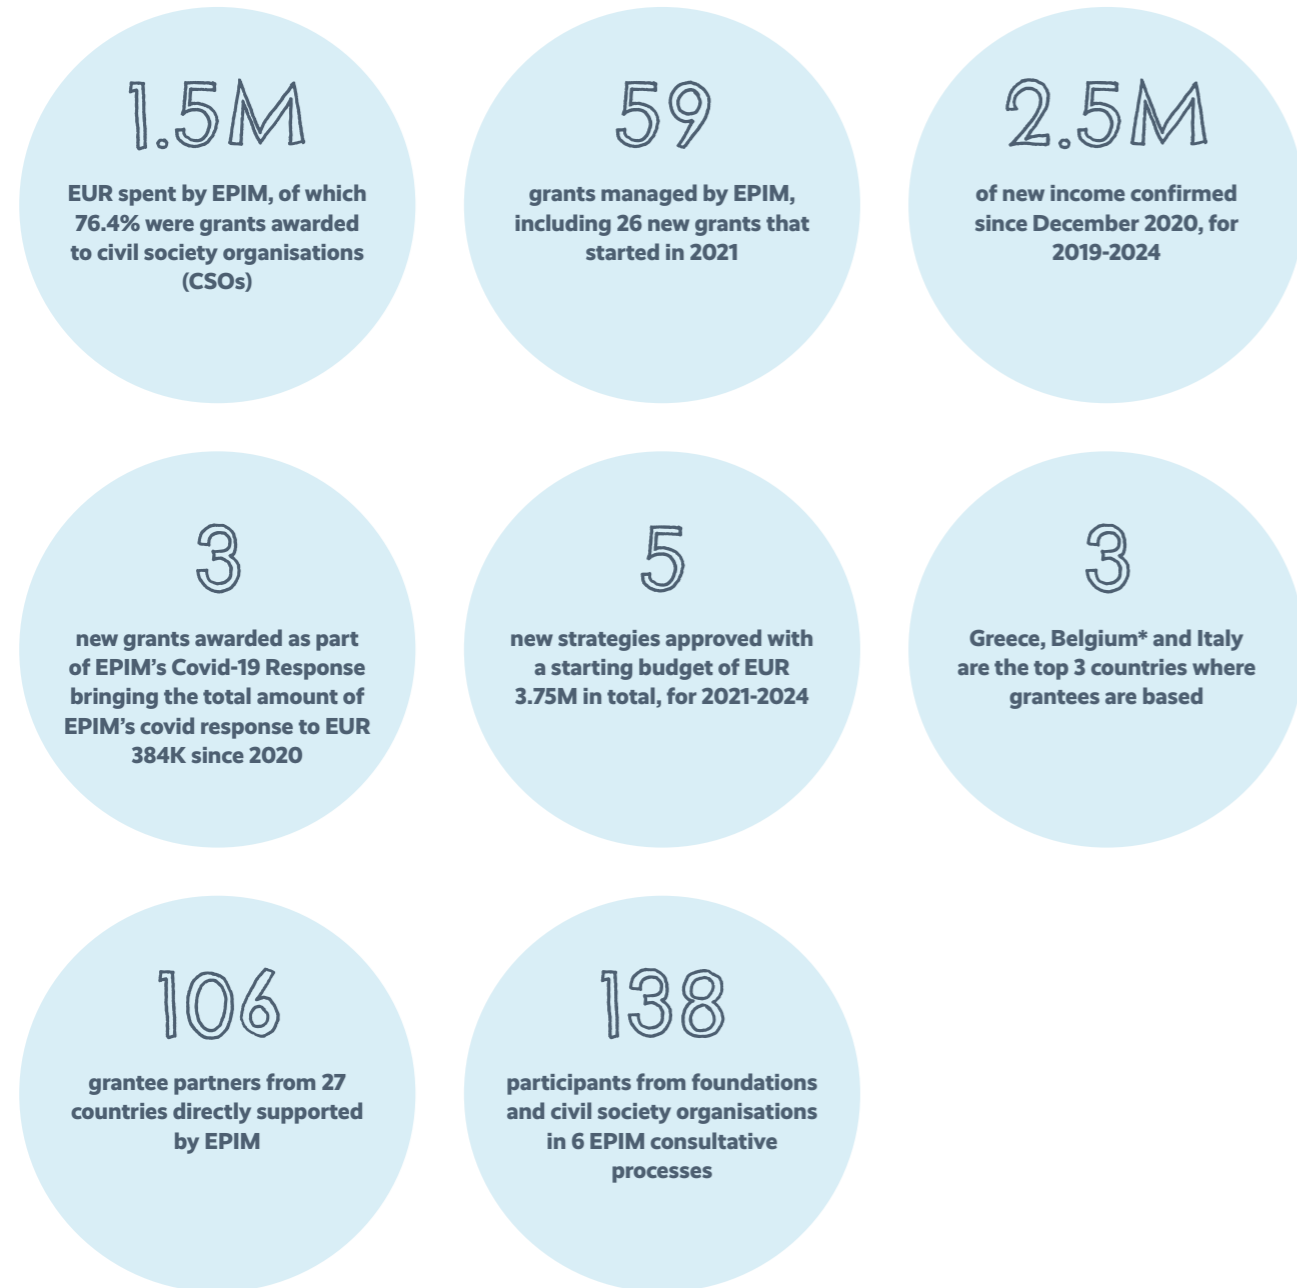 1.5M
EUR spent by EPIM, of which
76.4% were grants awarded
to civil society organisations
(CSOs)
59
grants managed by EPIM,
including 26 new grants that
started in 2021
2.5M
of new income confirmed
since December 2020, for
2019-2024
3
new grants awarded as part
of EPIM’s Covid-19 Response
bringing the total amount of
EPIM’s covid response to EUR
384K since 2020
5
new strategies approved with
a starting budget of EUR
3.75M in total, for 2021-2024
3
Greece, Belgium* and Italy
are the top 3 countries where
grantees are based
106
grantee partners from 27
countries directly supported
by EPIM
138
participants from foundations
and civil society organisations
in 6 EPIM consultative
processes